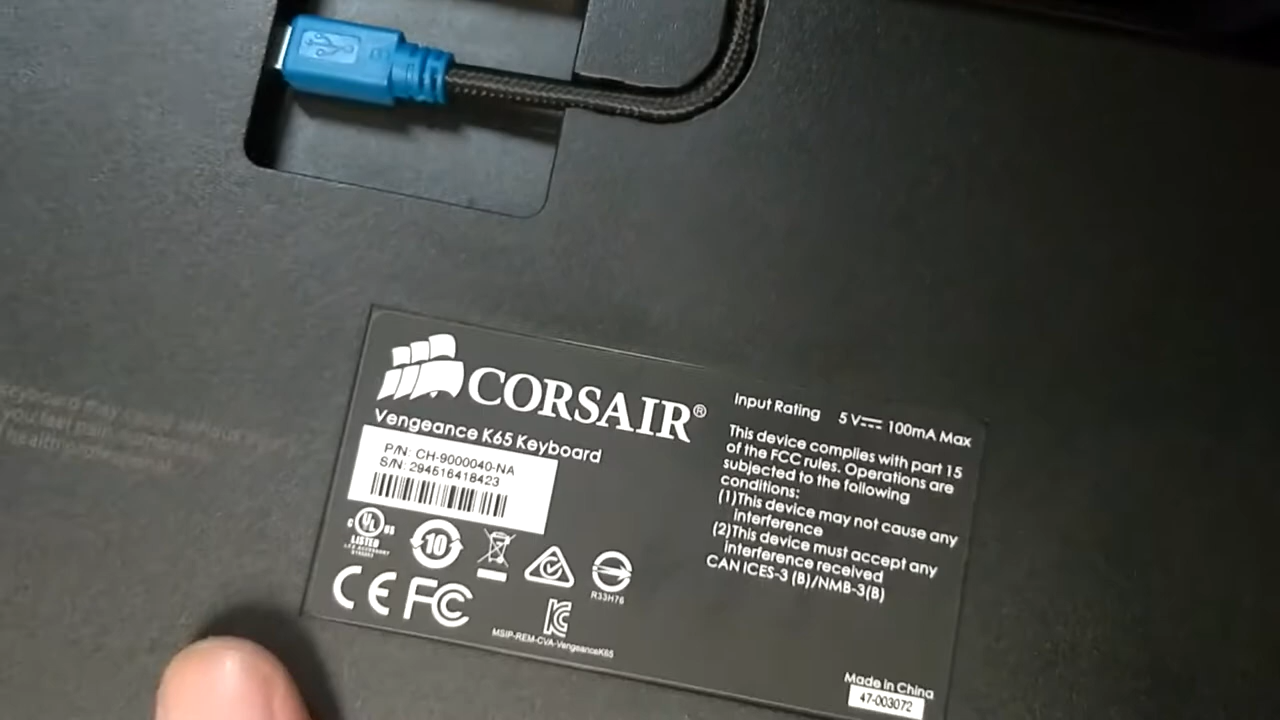 CORSAIR®
Vengeance K65 Keyboard
P/N: CH-9000040-NA
S/N: 294516418423
c UL US
LISTED
10
R33H76
CE FC
MSIP-REM-CVA-VengeanceK65
Input Rating 5 V 100mA Max
This device complies with part 15
of the FCC rules. Operations are
subjected to the following
conditions:
(1)This device may not cause any
interference
(2)This device must accept any
interference received
CAN ICES-3 (B)/NMB-3(B)
Made in China
47-003072